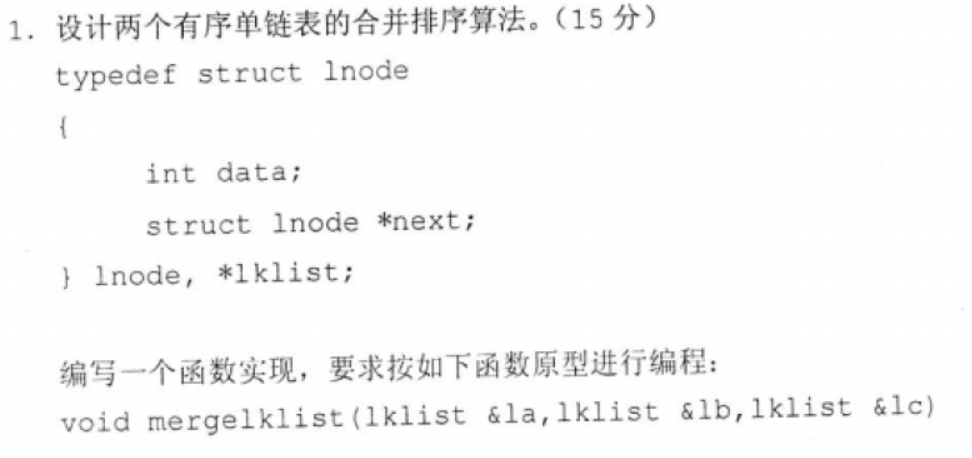 1. 设计两个有序单链表的合并排序算法。（15 分）
typedef struct lnode
{
int data;
struct lnode *next;
} lnode, *lklist;
编写一个函数实现，要求按如下函数原型进行编程：
void mergelklist(lklist &la,lklist &lb,lklist &lc)